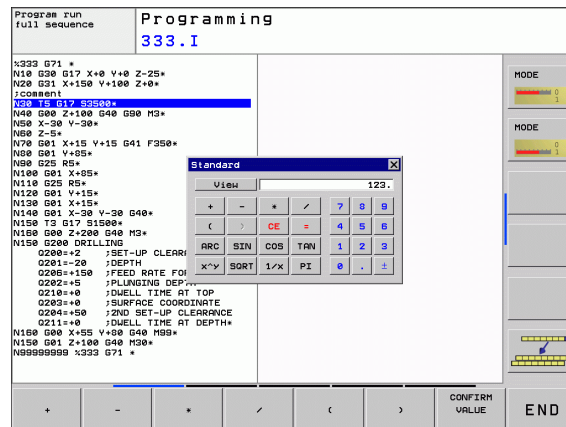 Program run
full sequence
Programming
333.I
%333 G71 *
N10 G30 G17 X+0 Y+0 Z-25*
N20 G31 X+150 Y+100 Z+0*
;comment
N30 T5 G17 S3500*
N40 G00 Z+100 G40 G90 M3*
N50 X-30 Y-30*
N60 Z-5*
N70 G01 X+15 Y+15 G41 F350*
N80 G01 Y+85*
N90 G25 R5*
N100 G01 X+85*
N110 G25 R5*
N120 G01 Y+15*
N130 G01 X+15*
N140 G01 X-30 Y-30 G40*
N150 T3 G17 S1500*
N160 G00 Z+200 G40 M3*
N150 G200 DRILLING
Q200=+2 ;SET-UP CLEARA
Q201=-20 ;DEPTH
Q206=+150 ;FEED RATE FO
Q202=+5 ;PLUNGING DEPT
Q210=+0 ;DWELL TIME AT TOP
Q203=+0 ;SURFACE COORDINATE
Q204=+50 ;2ND SET-UP CLEARANCE
Q211=+0 ;DWELL TIME AT DEPTH*
N160 G00 X+55 Y+80 G40 M99*
N150 G01 Z+100 G40 M30*
N99999999 %333 G71 *
Standard
X
View
123.
+ - * / 7 8 9
( ) CE = 4 5 6
ARC SIN COS TAN 1 2 3
X^Y SQRT 1/X PI 0 . ±
MODE
0
1
MODE
0
1
+ - * / ( ) CONFIRM
VALUE
END